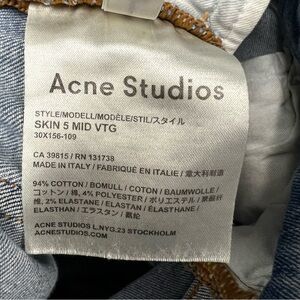 Acne Studios
STYLE/MODELL/MODÈLE/STIL/スタイル
SKIN 5 MID VTG
30X156-109
CA 39815 / RN 131738
MADE IN ITALY / FABRIQUÉ EN ITALIE / 意大利制造
94% COTTON / BOMULL / COTON / BAUMWOLLE /
コットン / 棉, 4% POLYESTER / ポリエステル / 聚酯纤
维, 2% ELASTANE / ELASTAN / ÉLASTHANE /
ELASTHAN / エラスタン / 氨纶
ACNE STUDIOS L.NYG.23 STOCKHOLM
ACNESTUDIOS.COM